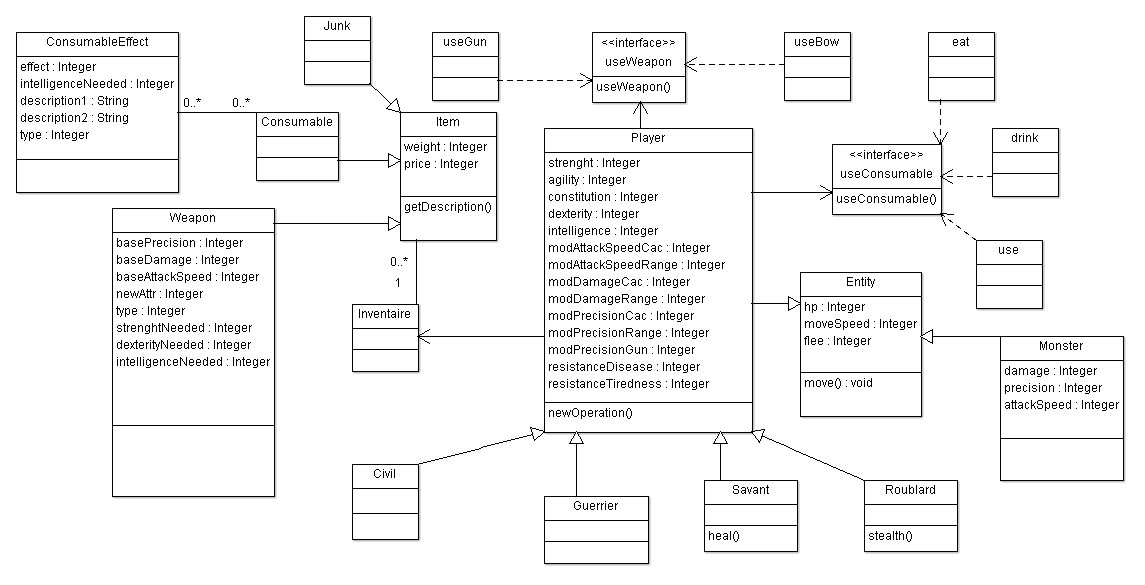 ConsumableEffect
effect : Integer
intelligenceNeeded : Integer
description1 : String
description2 : String
type : Integer
0..*
0..*
Junk
Consumable
Item
weight : Integer
price : Integer
getDescription()
useGun
<<interface>>
useWeapon
useWeapon()
useBow
eat
drink
<<interface>>
useConsumable
useConsumable()
use
Weapon
basePrecision : Integer
baseDamage : Integer
baseAttackSpeed : Integer
newAttr : Integer
type : Integer
strenghtNeeded : Integer
dexterityNeeded : Integer
intelligenceNeeded : Integer
0..*
1
Inventaire
Player
strenght : Integer
agility : Integer
constitution : Integer
dexterity : Integer
intelligence : Integer
modAttackSpeedCac : Integer
modAttackSpeedRange : Integer
modDamageCac : Integer
modDamageRange : Integer
modPrecisionCac : Integer
modPrecisionRange : Integer
modPrecisionGun : Integer
resistanceDisease : Integer
resistanceTiredness : Integer
newOperation()
Entity
hp : Integer
moveSpeed : Integer
flee : Integer
move() : void
Monster
damage : Integer
precision : Integer
attackSpeed : Integer
Civil
Guerrier
Savant
heal()
Roublard
stealth()